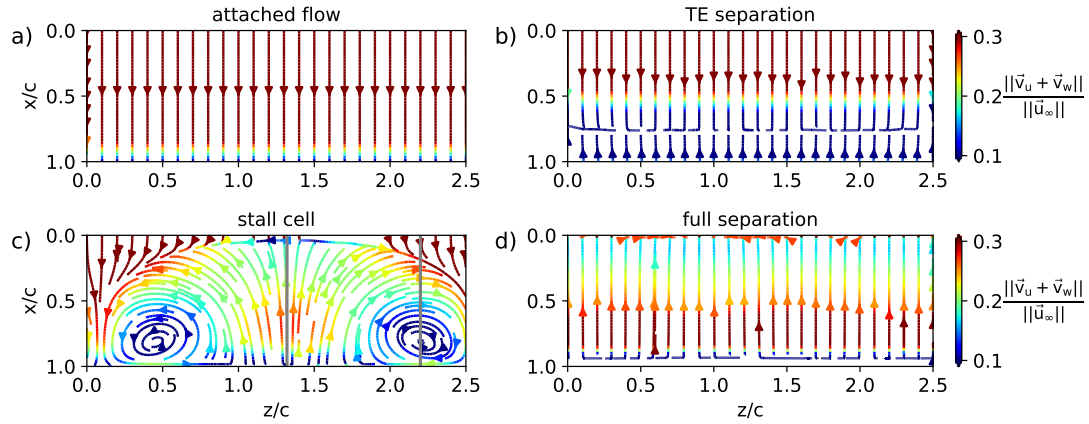 attached flow
TE separation
a)
b)
x/c
0.0
0.5
1.0
0.0
0.5
1.0
0.0 0.5 1.0 1.5 2.0 2.5
0.0 0.5 1.0 1.5 2.0 2.5
0.3
0.2
0.1
||v⃗u + v⃗w||
||u⃗∞||
stall cell
full separation
c)
d)
x/c
0.0
0.5
1.0
0.0
0.5
1.0
0.0 0.5 1.0 1.5 2.0 2.5
0.0 0.5 1.0 1.5 2.0 2.5
z/c
z/c
0.3
0.2
0.1
||v⃗u + v⃗w||
||u⃗∞||